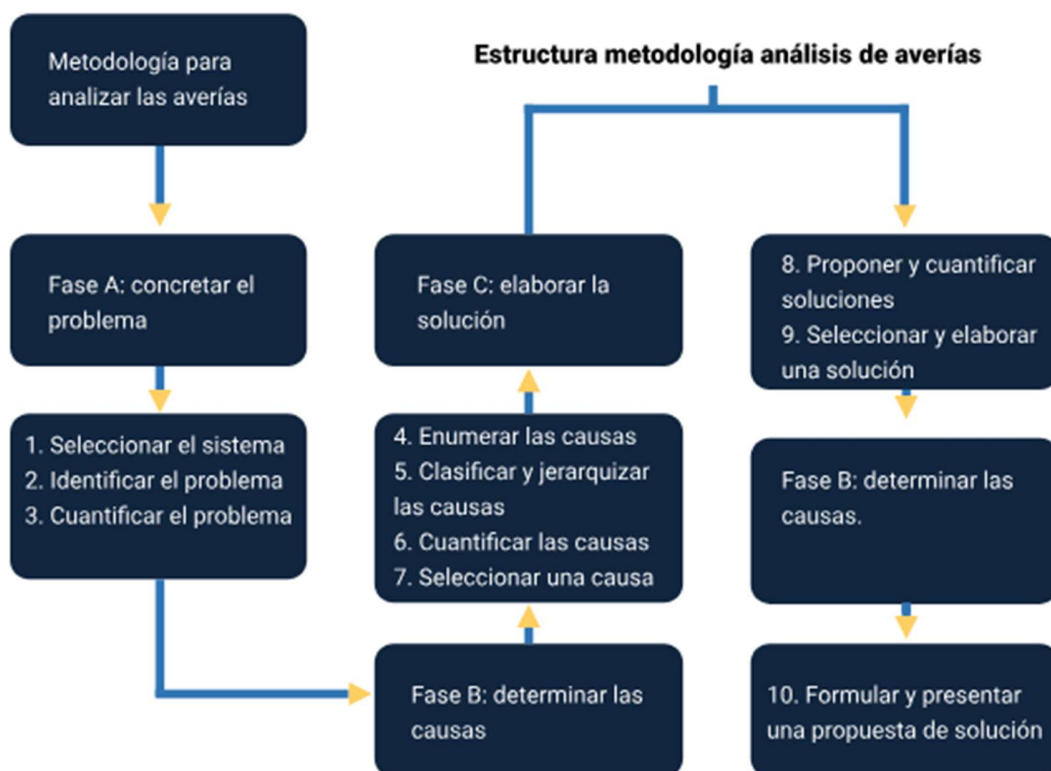 Estructura metodología análisis de averías
Metodología para
analizar las averías
Fase A: concretar el
problema
1. Seleccionar el sistema
2. Identificar el problema
3. Cuantificar el problema
Fase B: determinar las
causas
4. Enumerar las causas
5. Clasificar y jerarquizar
las causas
6. Cuantificar las causas
7. Seleccionar una causa
Fase C: elaborar la
solución
8. Proponer y cuantificar
soluciones
9. Seleccionar y elaborar
una solución
Fase B: determinar las
causas.
10. Formular y presentar
una propuesta de solución